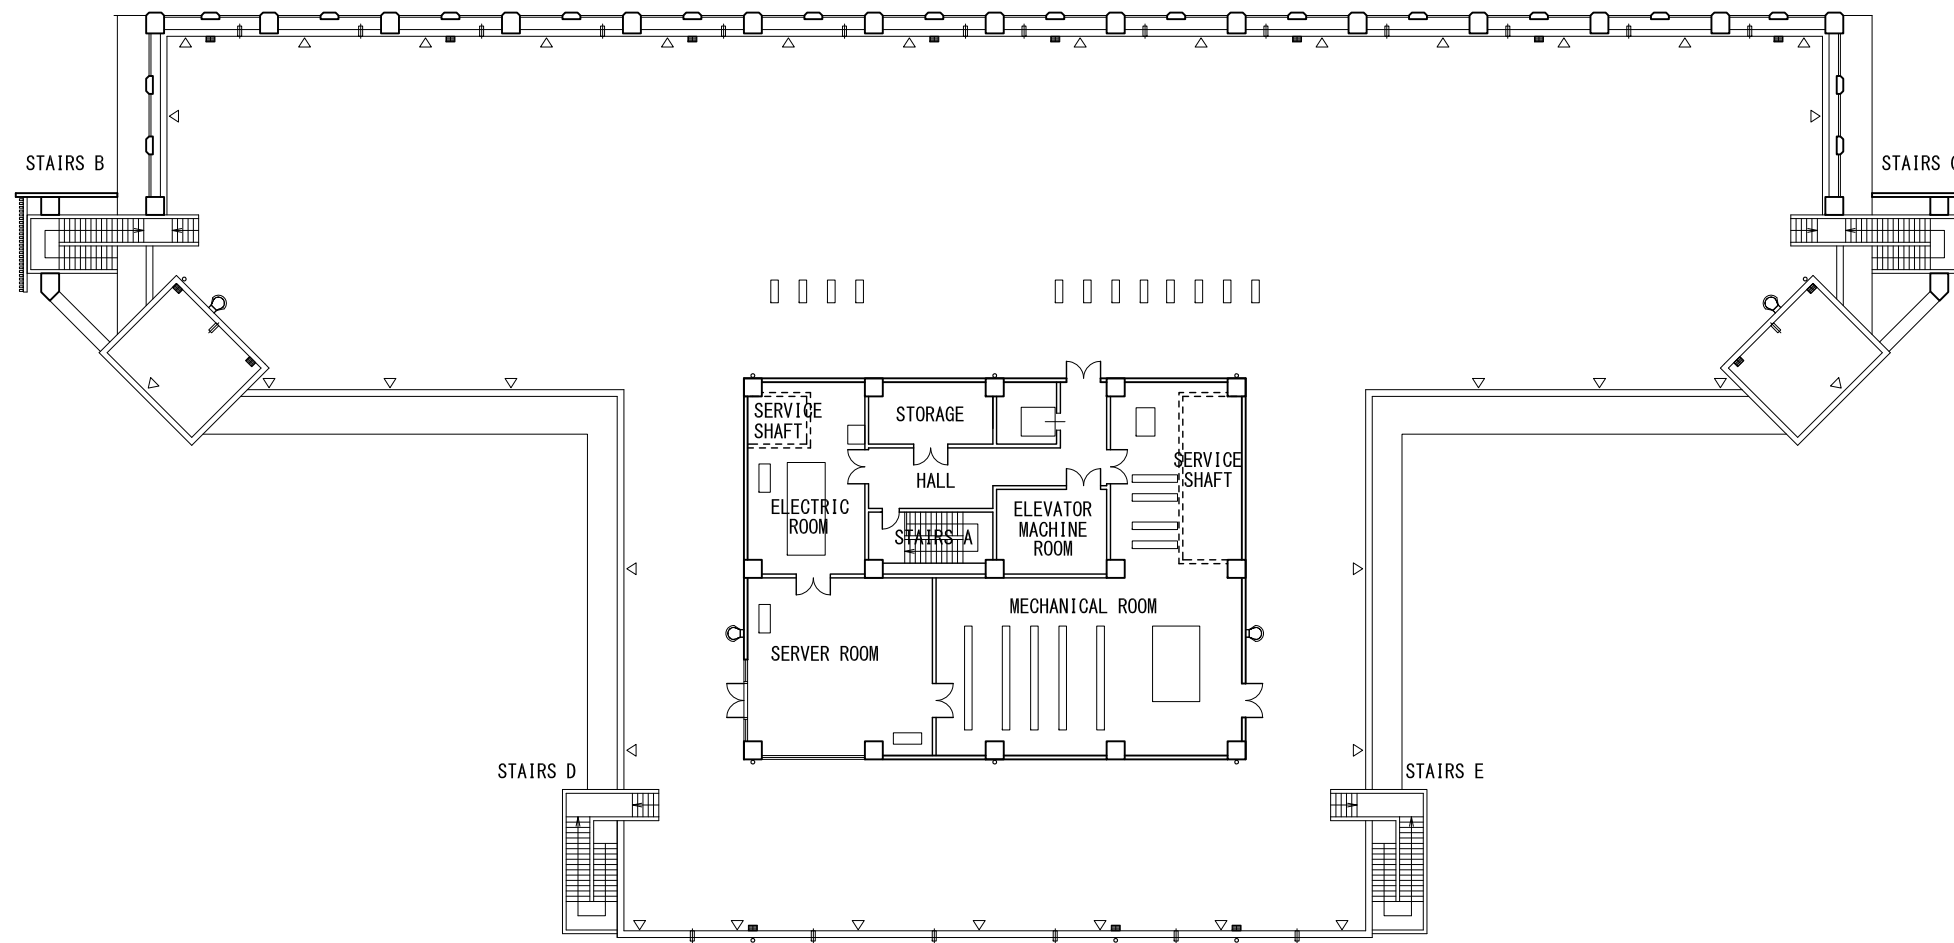 STAIRS B
STAIRS C
SERVICE
SHAFT
STORAGE
HALL
SERVICE
SHAFT
ELECTRIC
ROOM
STAIRS A
ELEVATOR
MACHINE
ROOM
MECHANICAL ROOM
SERVER ROOM
STAIRS D
STAIRS E